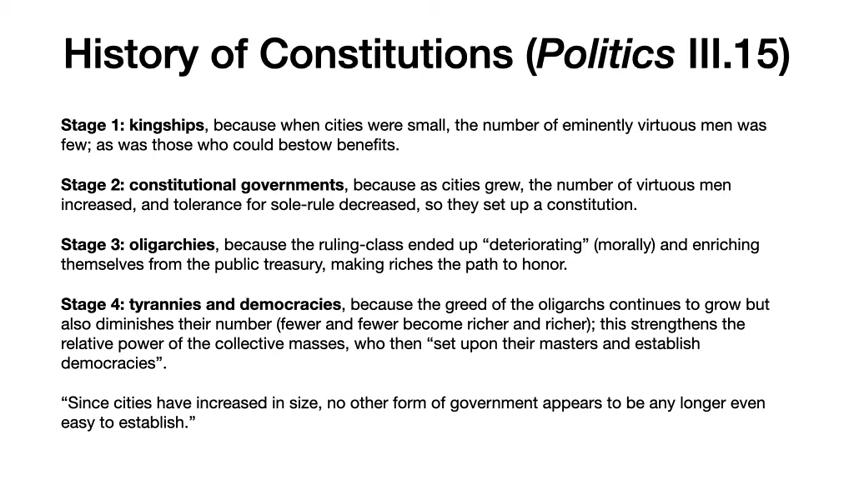 History of Constitutions (Politics III.15)
Stage 1: kingships, because when cities were small, the number of eminently virtuous men was
few; as was those who could bestow benefits.
Stage 2: constitutional governments, because as cities grew, the number of virtuous men
increased, and tolerance for sole-rule decreased, so they set up a constitution.
Stage 3: oligarchies, because the ruling-class ended up “deteriorating” (morally) and enriching
themselves from the public treasury, making riches the path to honor.
Stage 4: tyrannies and democracies, because the greed of the oligarchs continues to grow but
also diminishes their number (fewer and fewer become richer and richer); this strengthens the
relative power of the collective masses, who then “set upon their masters and establish
democracies”.
“Since cities have increased in size, no other form of government appears to be any longer even
easy to establish.”